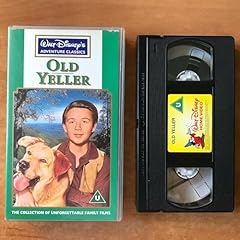 WALT DISNEY'S
ADVENTURE CLASSICS
OLD
YELLER
U
THE COLLECTION OF UNFORGETTABLE FAMILY FILMS
OLD YELLER
U
WALT DISNEY
HOME VIDEO